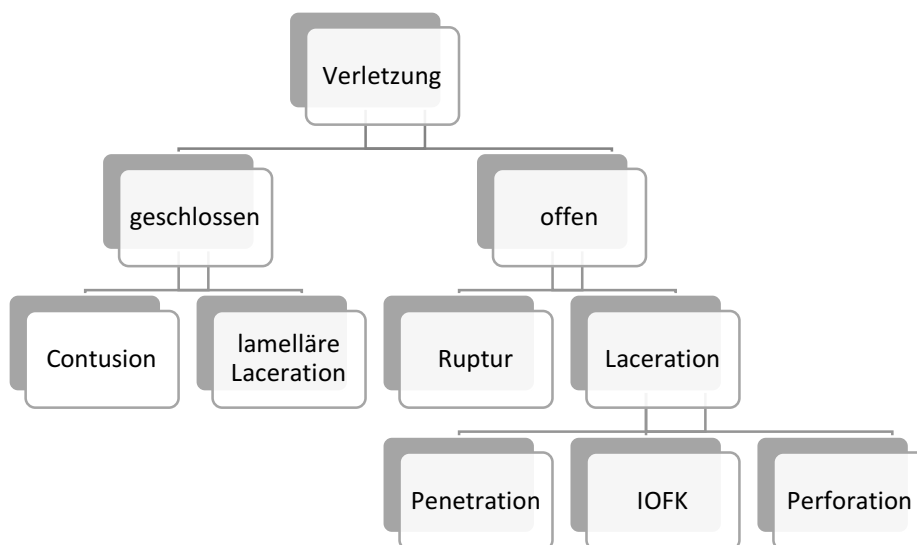 Verletzung
geschlossen
offen
Contusion
lamelläre
Laceration
Ruptur
Laceration
Penetration
IOFK
Perforation